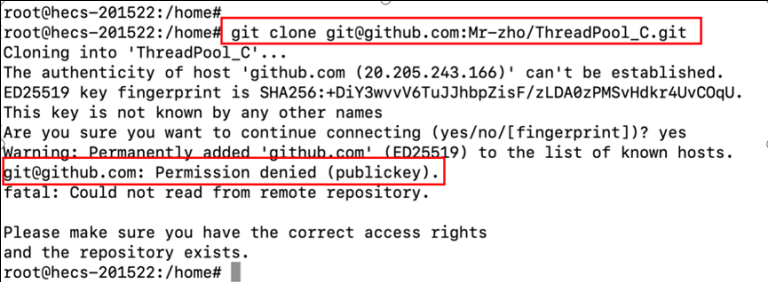 root@hecs-201522:/home#
root@hecs-201522:/home# git clone git@github.com:Mr-zho/ThreadPool_C.git
Cloning into 'ThreadPool_C'...
The authenticity of host 'github.com (20.205.243.166)' can't be established.
ED25519 key fingerprint is SHA256:+DiY3wvvV6TuJJhbpZisF/zLDA0zPMSvHdkr4UvCOqU.
This key is not known by any other names
Are you sure you want to continue connecting (yes/no/[fingerprint])? yes
Warning: Permanently added 'github.com' (ED25519) to the list of known hosts.
git@github.com: Permission denied (publickey).
fatal: Could not read from remote repository.
Please make sure you have the correct access rights
and the repository exists.
root@hecs-201522:/home#